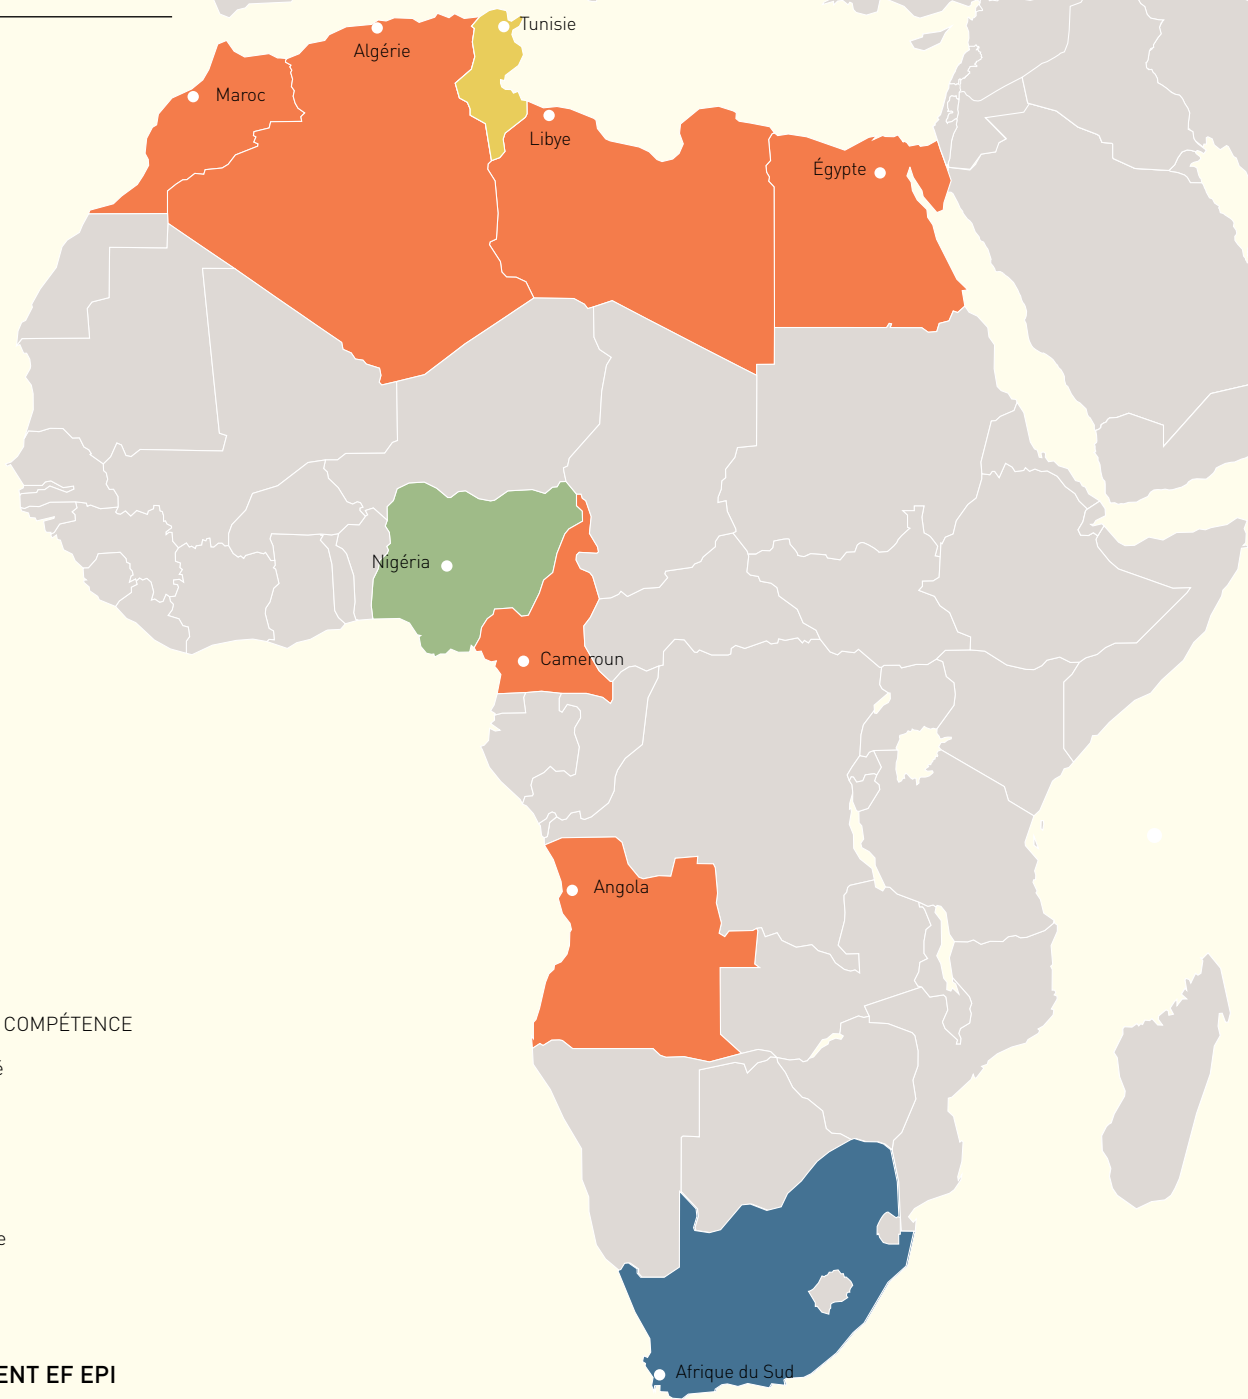 Tunisie
Algérie
Maroc
Libye
Égypte
Nigéria
Cameroun
Angola
COMPÉTENCE
é
e
ENT EF EPI
Afrique du Sud